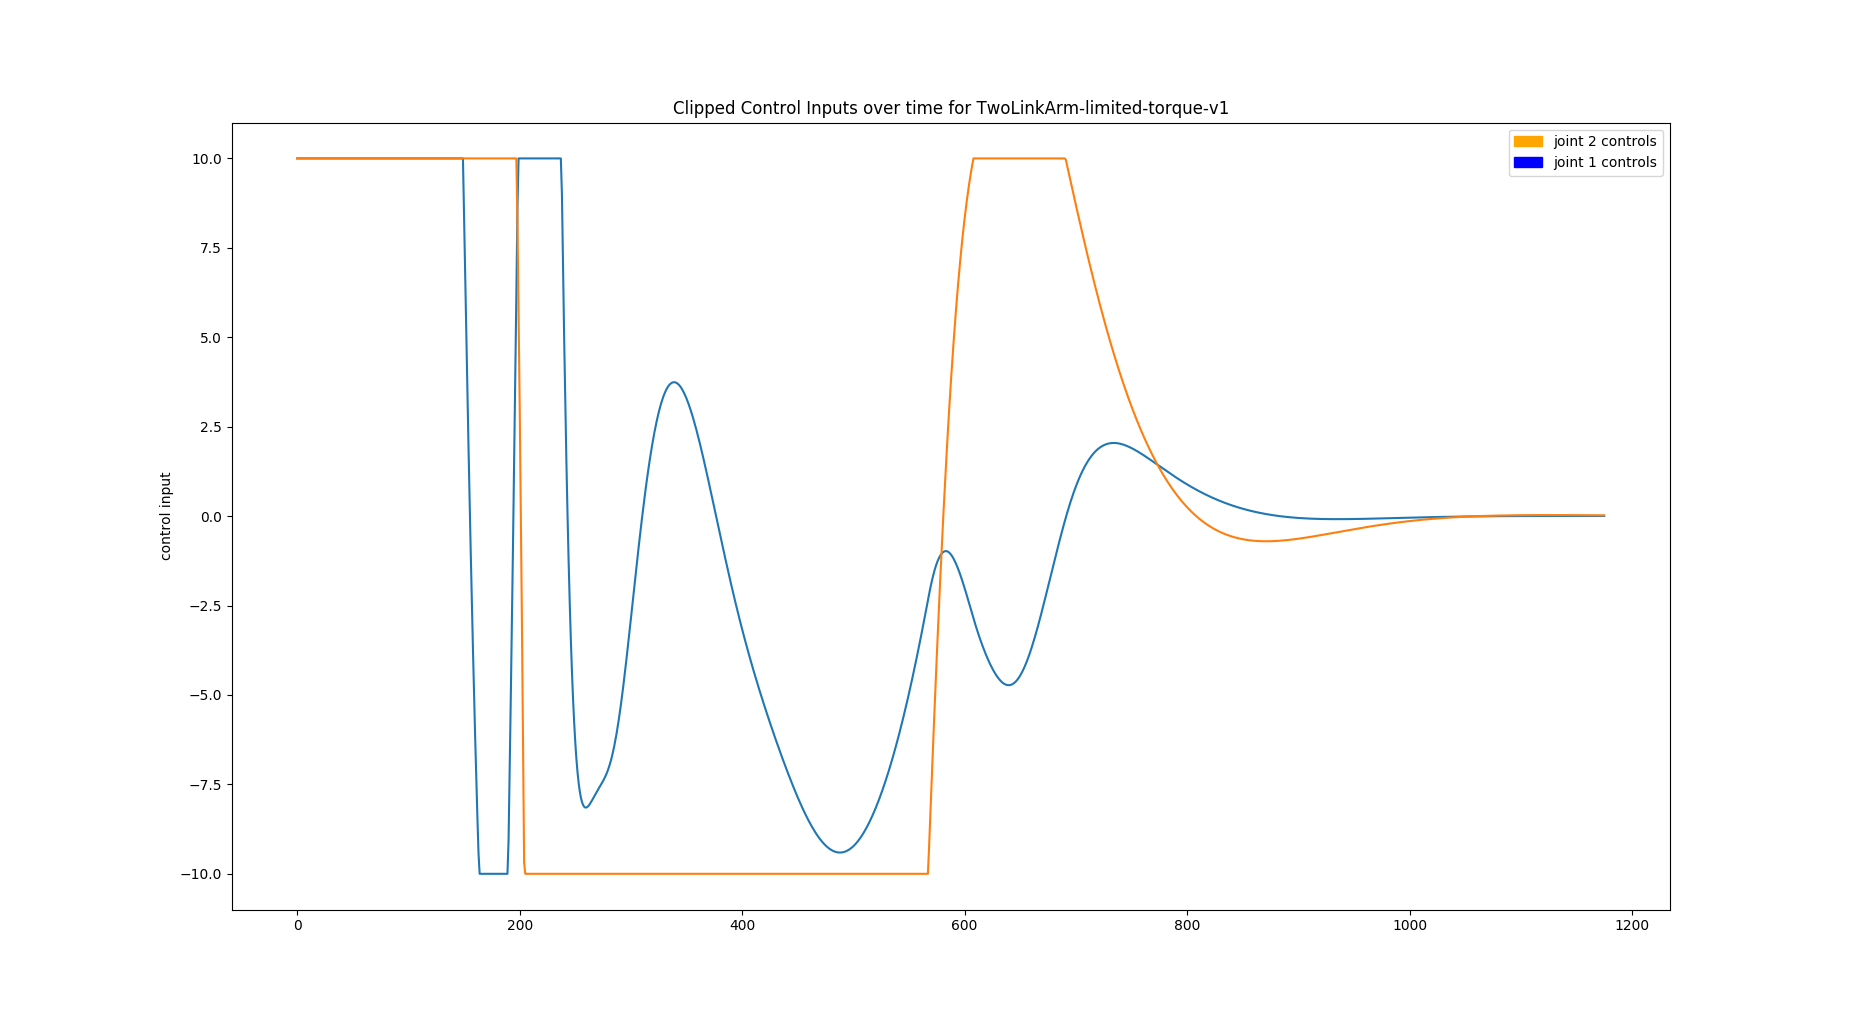 Clipped Control Inputs over time for TwoLinkArm-limited-torque-v1
joint 2 controls
joint 1 controls
control input
10.0
7.5
5.0
2.5
0.0
−2.5
−5.0
−7.5
−10.0
0 200 400 600 800 1000 1200